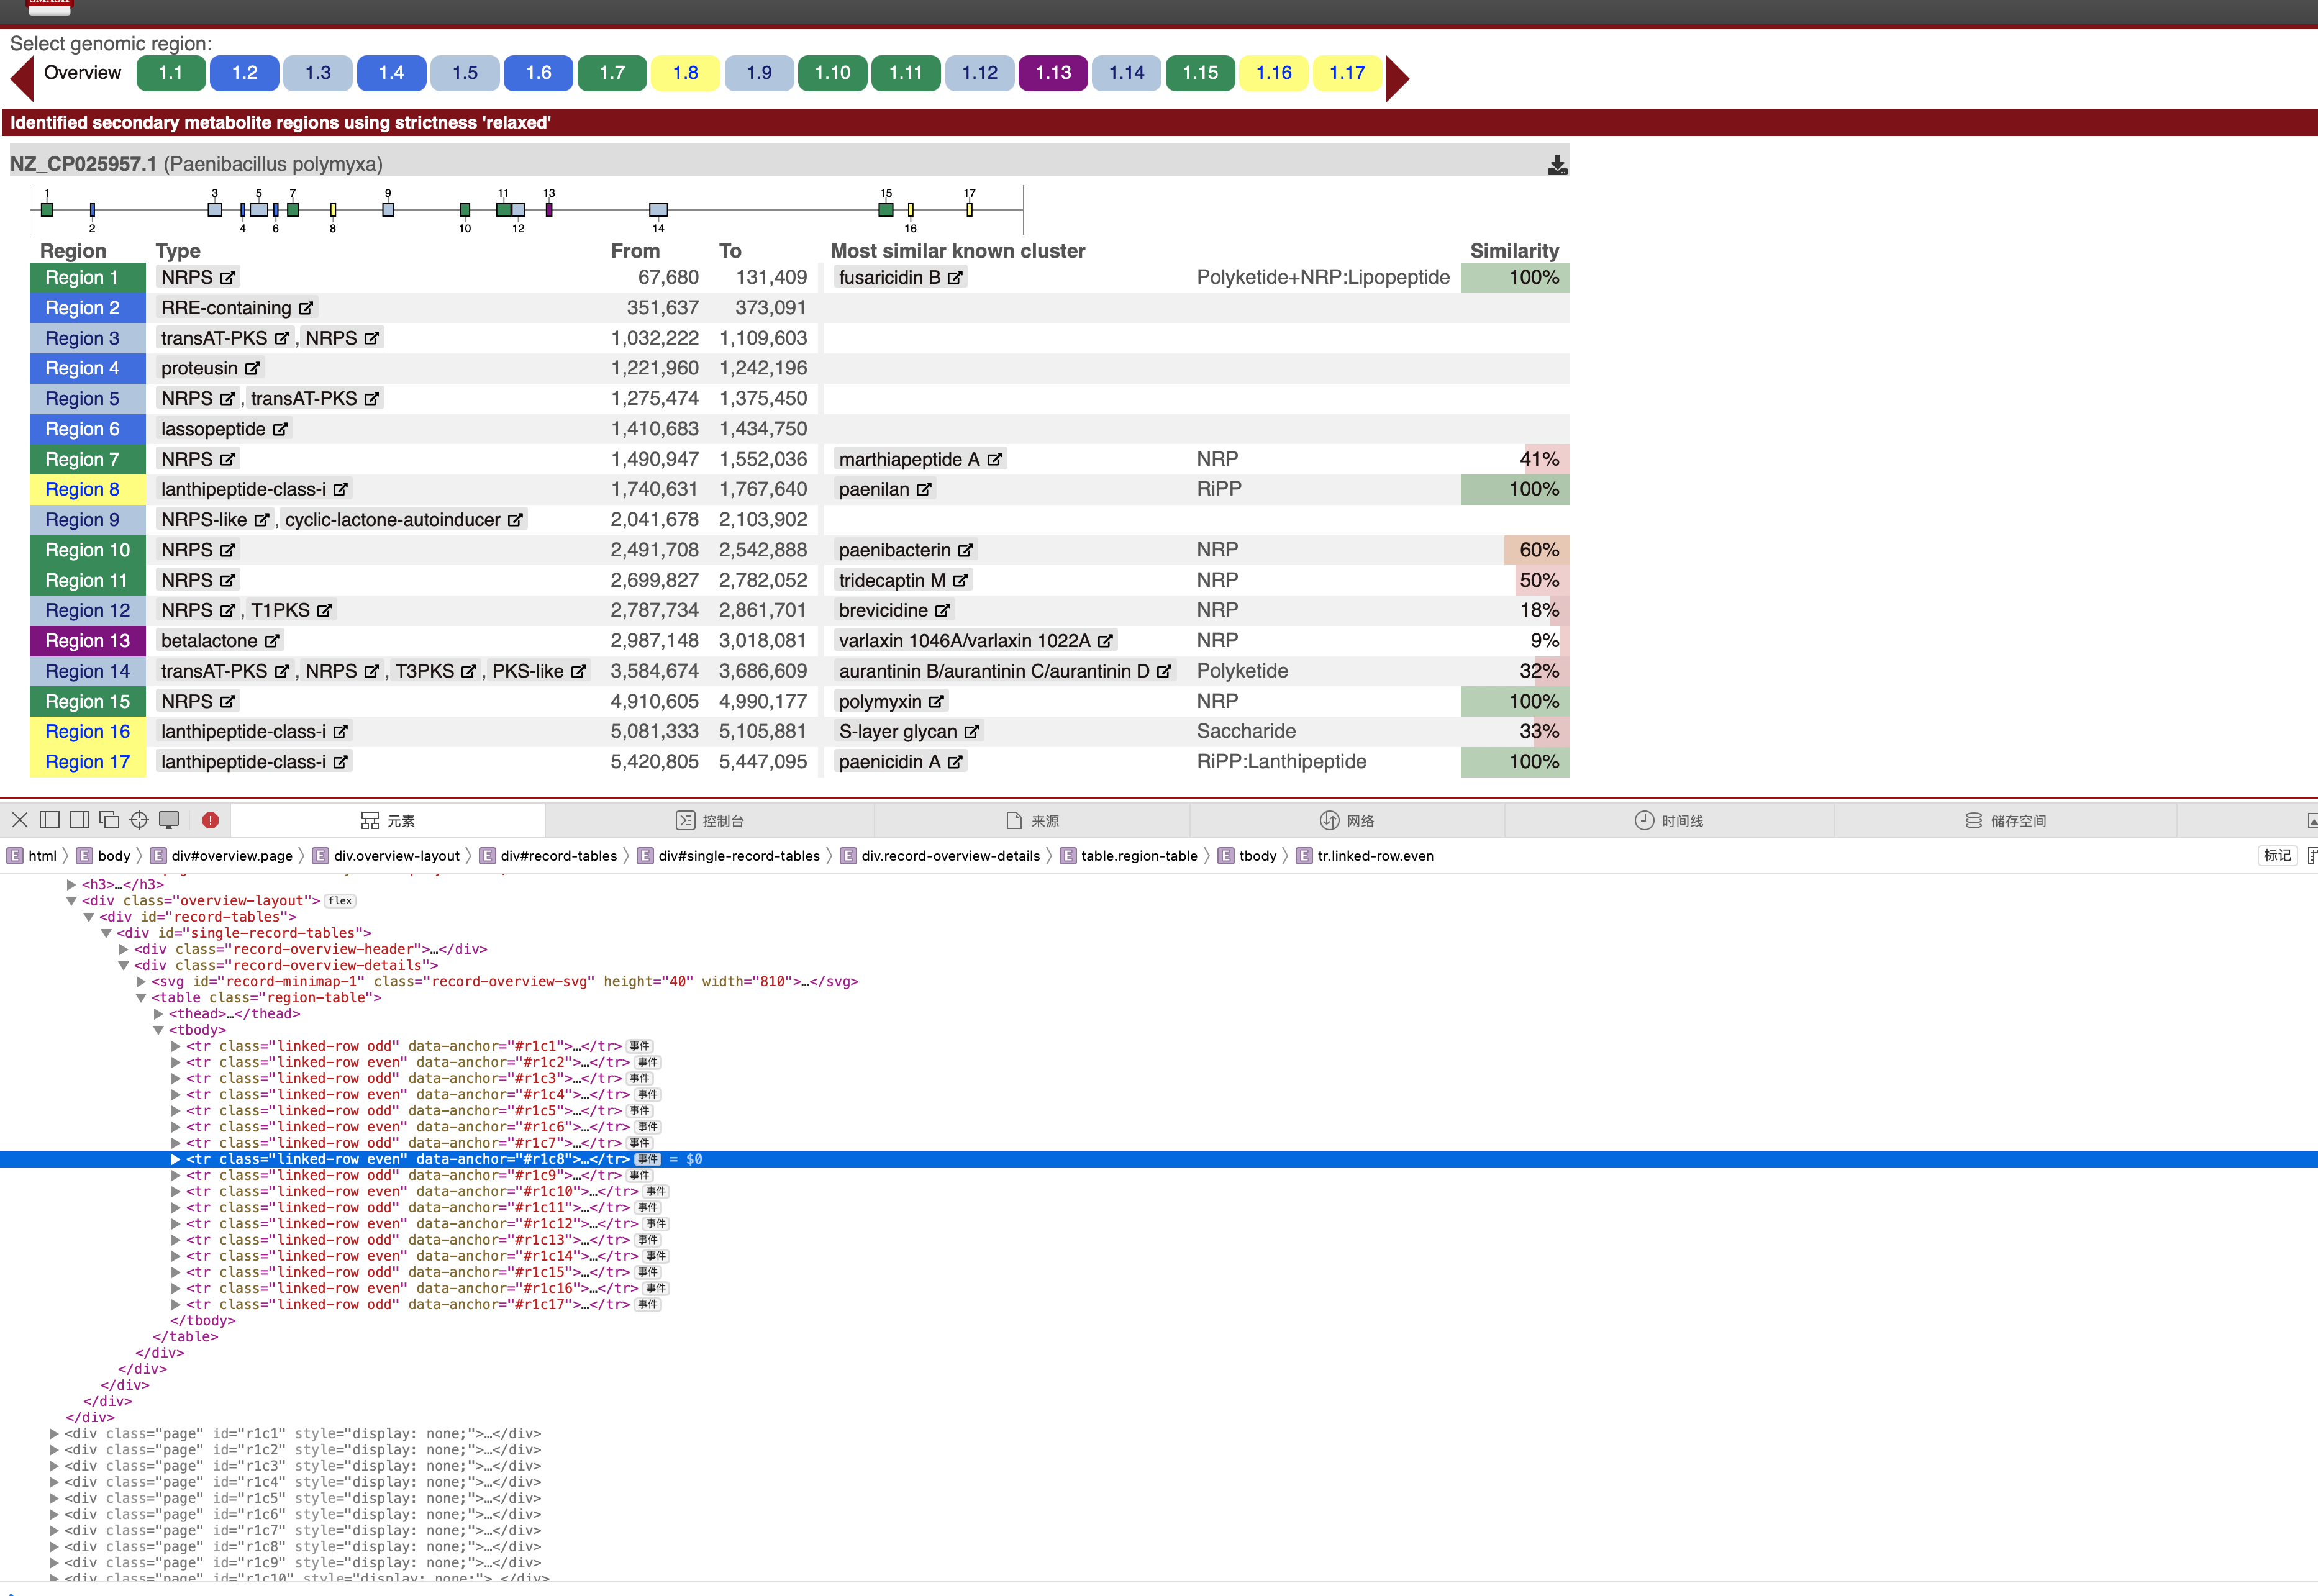 SMASH
Select genomic region:
Overview 1.1 1.2 1.3 1.4 1.5 1.6 1.7 1.8 1.9 1.10 1.11 1.12 1.13 1.14 1.15 1.16 1.17
Identified secondary metabolite regions using strictness 'relaxed'
NZ_CP025957.1 (Paenibacillus polymyxa)
1 3 5 7 9 11 13 15 17
2 4 6 8 10 12 14 16
Region Type From To Most similar known cluster Similarity
Region 1 NRPS 67,680 131,409 fusaricidin B Polyketide+NRP:Lipopeptide 100%
Region 2 RRE-containing 351,637 373,091
Region 3 transAT-PKS , NRPS 1,032,222 1,109,603
Region 4 proteusin 1,221,960 1,242,196
Region 5 NRPS , transAT-PKS 1,275,474 1,375,450
Region 6 lassopeptide 1,410,683 1,434,750
Region 7 NRPS 1,490,947 1,552,036 marthiapeptide A NRP 41%
Region 8 lanthipeptide-class-i 1,740,631 1,767,640 paenilan RiPP 100%
Region 9 NRPS-like , cyclic-lactone-autoinducer 2,041,678 2,103,902
Region 10 NRPS 2,491,708 2,542,888 paenibacterin NRP 60%
Region 11 NRPS 2,699,827 2,782,052 tridecaptin M NRP 50%
Region 12 NRPS , T1PKS 2,787,734 2,861,701 brevicidine NRP 18%
Region 13 betalactone 2,987,148 3,018,081 varlaxin 1046A/varlaxin 1022A NRP 9%
Region 14 transAT-PKS , NRPS , T3PKS , PKS-like 3,584,674 3,686,609 aurantinin B/aurantinin C/aurantinin D Polyketide 32%
Region 15 NRPS 4,910,605 4,990,177 polymyxin NRP 100%
Region 16 lanthipeptide-class-i 5,081,333 5,105,881 S-layer glycan Saccharide 33%
Region 17 lanthipeptide-class-i 5,420,805 5,447,095 paenicidin A RiPP:Lanthipeptide 100%
元素 控制台 来源 网络 时间线 储存空间
E html E body E div#overview.page E div.overview-layout E div#record-tables E div#single-record-tables E div.record-overview-details E table.region-table E tbody E tr.linked-row.even 标记
<h3>…</h3>
<div class="overview-layout"> flex
<div id="record-tables">
<div id="single-record-tables">
<div class="record-overview-header">…</div>
<div class="record-overview-details">
<svg id="record-minimap-1" class="record-overview-svg" height="40" width="810">…</svg>
<table class="region-table">
<thead>…</thead>
<tbody>
<tr class="linked-row odd" data-anchor="#r1c1">…</tr> 事件
<tr class="linked-row even" data-anchor="#r1c2">…</tr> 事件
<tr class="linked-row odd" data-anchor="#r1c3">…</tr> 事件
<tr class="linked-row even" data-anchor="#r1c4">…</tr> 事件
<tr class="linked-row odd" data-anchor="#r1c5">…</tr> 事件
<tr class="linked-row even" data-anchor="#r1c6">…</tr> 事件
<tr class="linked-row odd" data-anchor="#r1c7">…</tr> 事件
<tr class="linked-row even" data-anchor="#r1c8">…</tr> 事件 = $0
<tr class="linked-row odd" data-anchor="#r1c9">…</tr> 事件
<tr class="linked-row even" data-anchor="#r1c10">…</tr> 事件
<tr class="linked-row odd" data-anchor="#r1c11">…</tr> 事件
<tr class="linked-row even" data-anchor="#r1c12">…</tr> 事件
<tr class="linked-row odd" data-anchor="#r1c13">…</tr> 事件
<tr class="linked-row even" data-anchor="#r1c14">…</tr> 事件
<tr class="linked-row odd" data-anchor="#r1c15">…</tr> 事件
<tr class="linked-row even" data-anchor="#r1c16">…</tr> 事件
<tr class="linked-row odd" data-anchor="#r1c17">…</tr> 事件
</tbody>
</table>
</div>
</div>
</div>
</div>
</div>
<div class="page" id="r1c1" style="display: none;">…</div>
<div class="page" id="r1c2" style="display: none;">…</div>
<div class="page" id="r1c3" style="display: none;">…</div>
<div class="page" id="r1c4" style="display: none;">…</div>
<div class="page" id="r1c5" style="display: none;">…</div>
<div class="page" id="r1c6" style="display: none;">…</div>
<div class="page" id="r1c7" style="display: none;">…</div>
<div class="page" id="r1c8" style="display: none;">…</div>
<div class="page" id="r1c9" style="display: none;">…</div>
<div class="page" id="r1c10" style="display: none;">…</div>